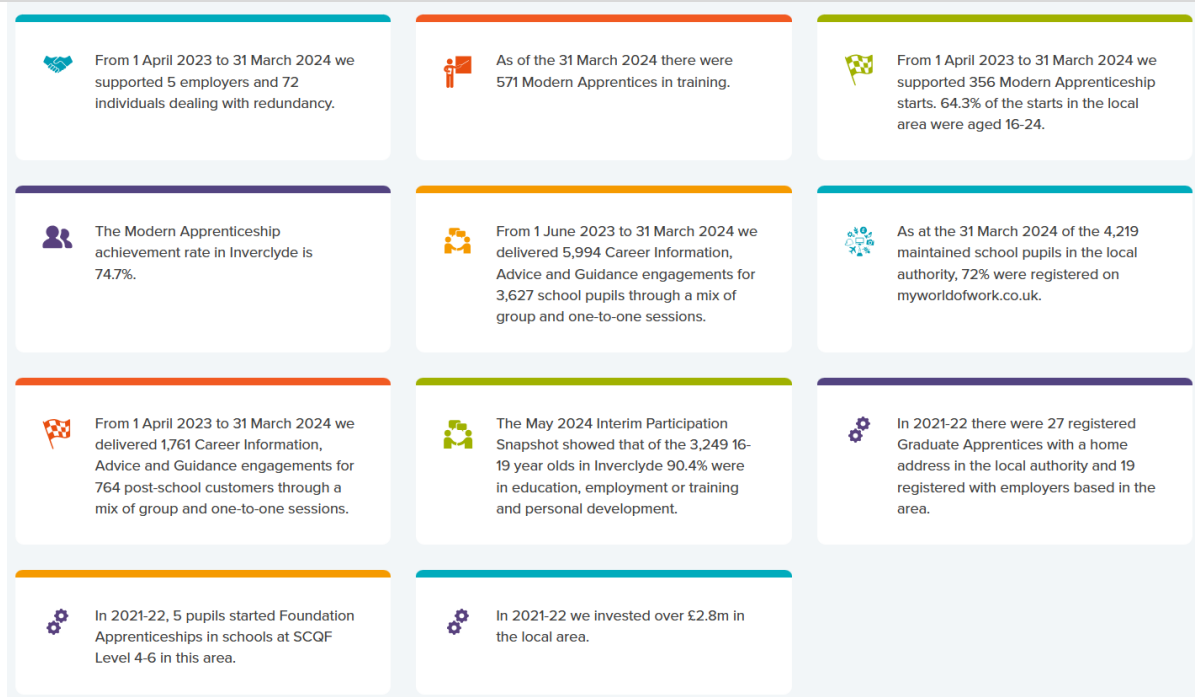 From 1 April 2023 to 31 March 2024 we
supported 5 employers and 72
individuals dealing with redundancy.
As of the 31 March 2024 there were
571 Modern Apprentices in training.
From 1 April 2023 to 31 March 2024 we
supported 356 Modern Apprenticeship
starts. 64.3% of the starts in the local
area were aged 16-24.
The Modern Apprenticeship
achievement rate in Inverclyde is
74.7%.
From 1 June 2023 to 31 March 2024 we
delivered 5,994 Career Information,
Advice and Guidance engagements for
3,627 school pupils through a mix of
group and one-to-one sessions.
As at the 31 March 2024 of the 4,219
maintained school pupils in the local
authority, 72% were registered on
myworldofwork.co.uk.
From 1 April 2023 to 31 March 2024 we
delivered 1,761 Career Information,
Advice and Guidance engagements for
764 post-school customers through a
mix of group and one-to-one sessions.
The May 2024 Interim Participation
Snapshot showed that of the 3,249 16-
19 year olds in Inverclyde 90.4% were
in education, employment or training
and personal development.
In 2021-22 there were 27 registered
Graduate Apprentices with a home
address in the local authority and 19
registered with employers based in the
area.
In 2021-22, 5 pupils started Foundation
Apprenticeships in schools at SCQF
Level 4-6 in this area.
In 2021-22 we invested over £2.8m in
the local area.